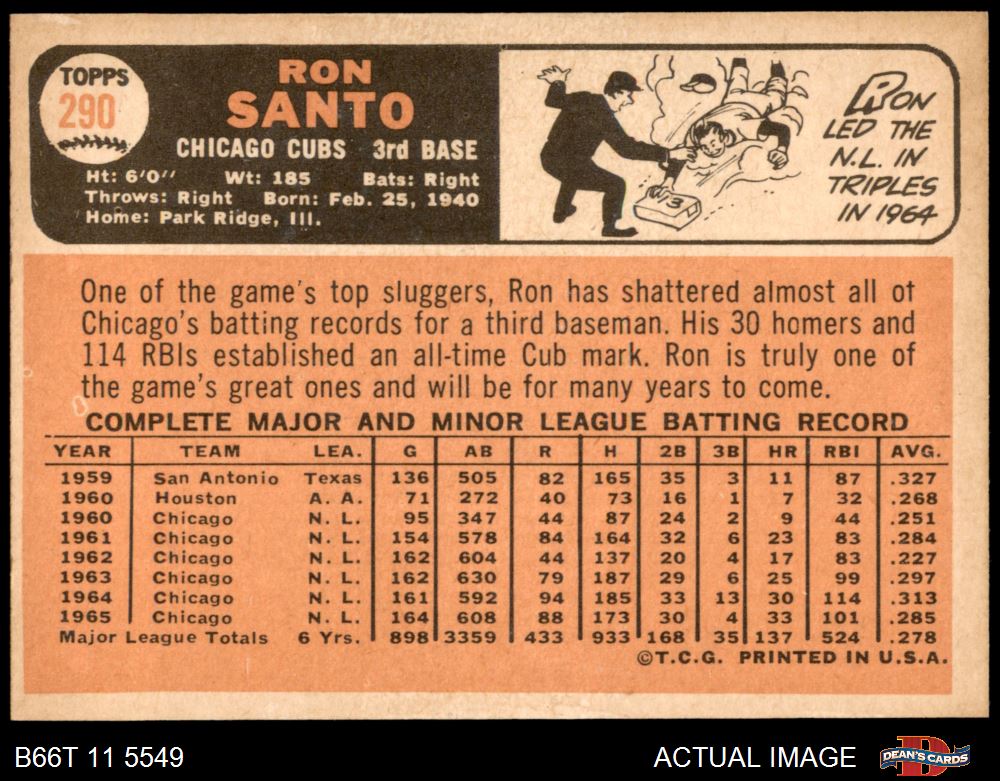 TOPPS
290
RON
SANTO
CHICAGO CUBS 3rd BASE
Ht: 6'0" Wt: 185 Bats: Right
Throws: Right Born: Feb. 25, 1940
Home: Park Ridge, Ill.
3
RON
LED THE
N.L. IN
TRIPLES
IN 1964
One of the game's top sluggers, Ron has shattered almost all of
Chicago's batting records for a third baseman. His 30 homers and
114 RBIs established an all-time Cub mark. Ron is truly one of
the game's great ones and will be for many years to come.
COMPLETE MAJOR AND MINOR LEAGUE BATTING RECORD
YEAR TEAM LEA. G AB R H 2B 3B HR RBI AVG.
1959 San Antonio Texas 136 505 82 165 35 3 11 87 .327
1960 Houston A. A. 71 272 40 73 16 1 7 32 .268
1960 Chicago N. L. 95 347 44 87 24 2 9 44 .251
1961 Chicago N. L. 154 578 84 164 32 6 23 83 .284
1962 Chicago N. L. 162 604 44 137 20 4 17 83 .227
1963 Chicago N. L. 162 630 79 187 29 6 25 99 .297
1964 Chicago N. L. 161 592 94 185 33 13 30 114 .313
1965 Chicago N. L. 164 608 88 173 30 4 33 101 .285
Major League Totals 6 Yrs. 898 3359 433 933 168 35 137 524 .278
©T.C.G. PRINTED IN U.S.A.
B66T 11 5549 ACTUAL IMAGE D DEAN'S CARDS